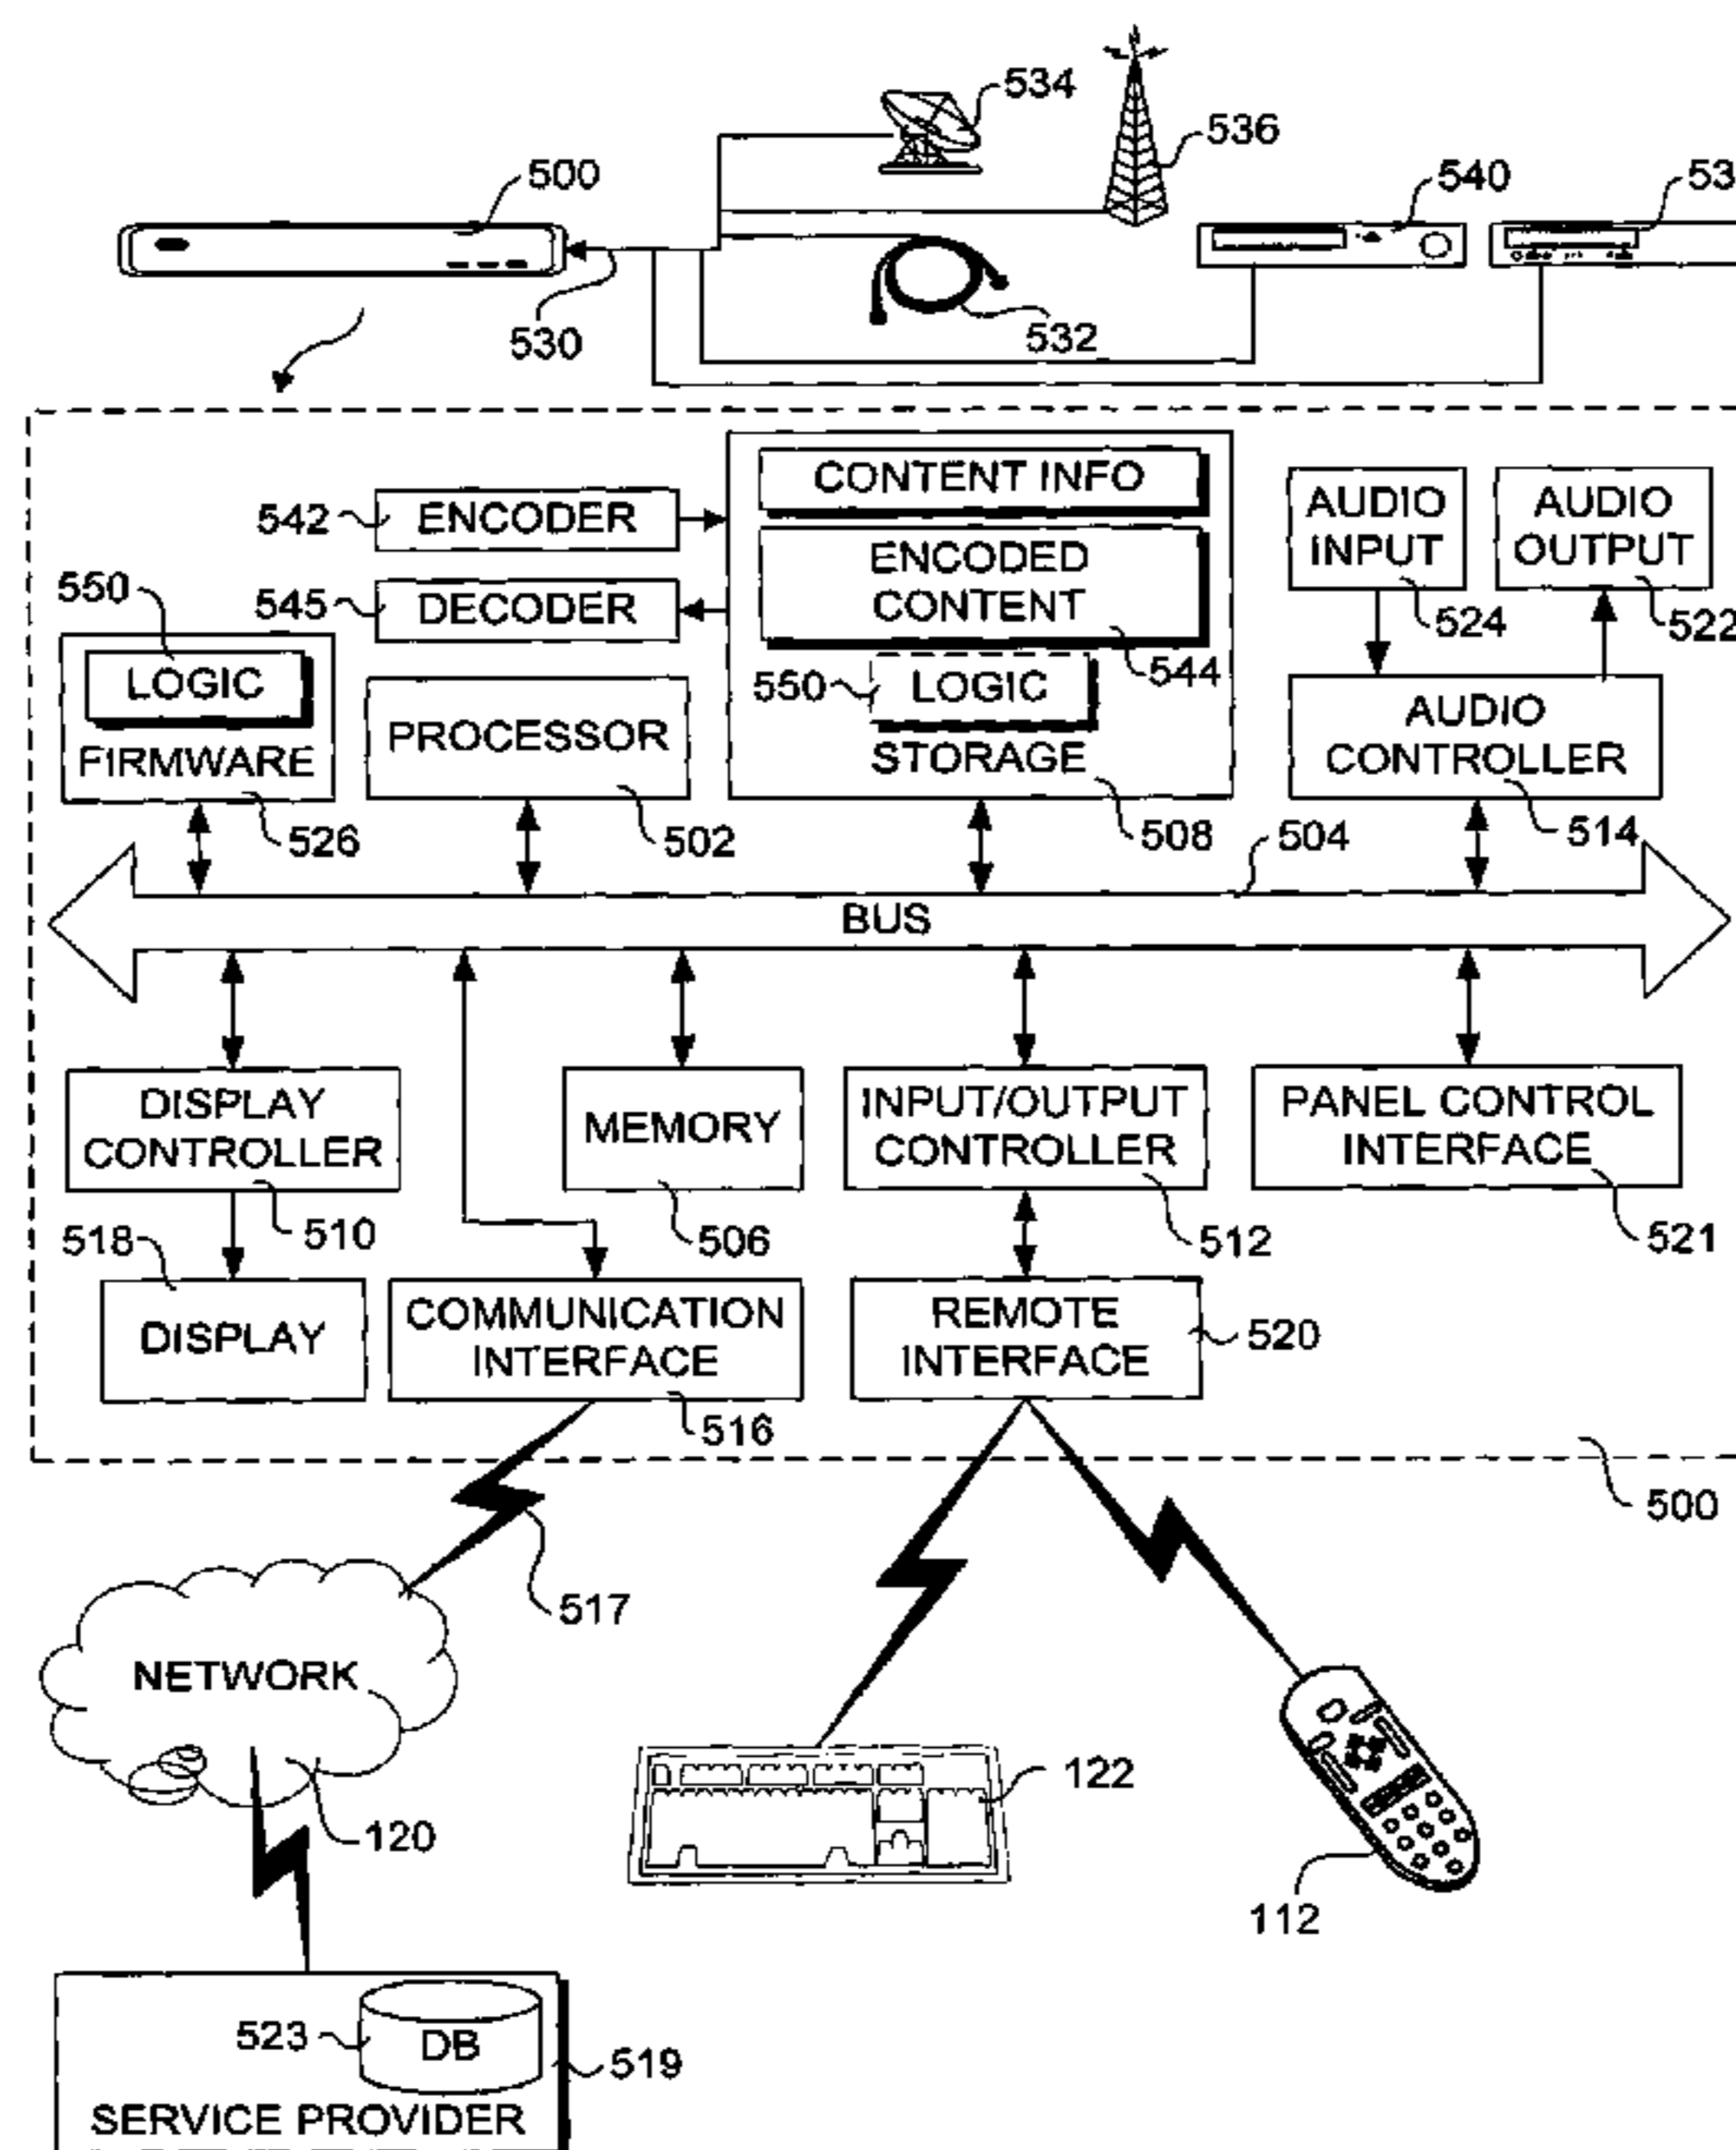 534
536
500
540
53
530
532
CONTENT INFO
542
ENCODER
ENCODED
CONTENT
AUDIO
INPUT
AUDIO
OUTPUT
550
545
DECODER
524
522
LOGIC
FIRMWARE
PROCESSOR
550
LOGIC
544
STORAGE
AUDIO
CONTROLLER
526
502
508
504
514
BUS
DISPLAY
CONTROLLER
MEMORY
INPUT/OUTPUT
CONTROLLER
PANEL CONTROL
INTERFACE
518
510
506
512
521
DISPLAY
COMMUNICATION
INTERFACE
REMOTE
INTERFACE
520
516
500
517
NETWORK
122
120
112
523
DB
519
SERVICE PROVIDER